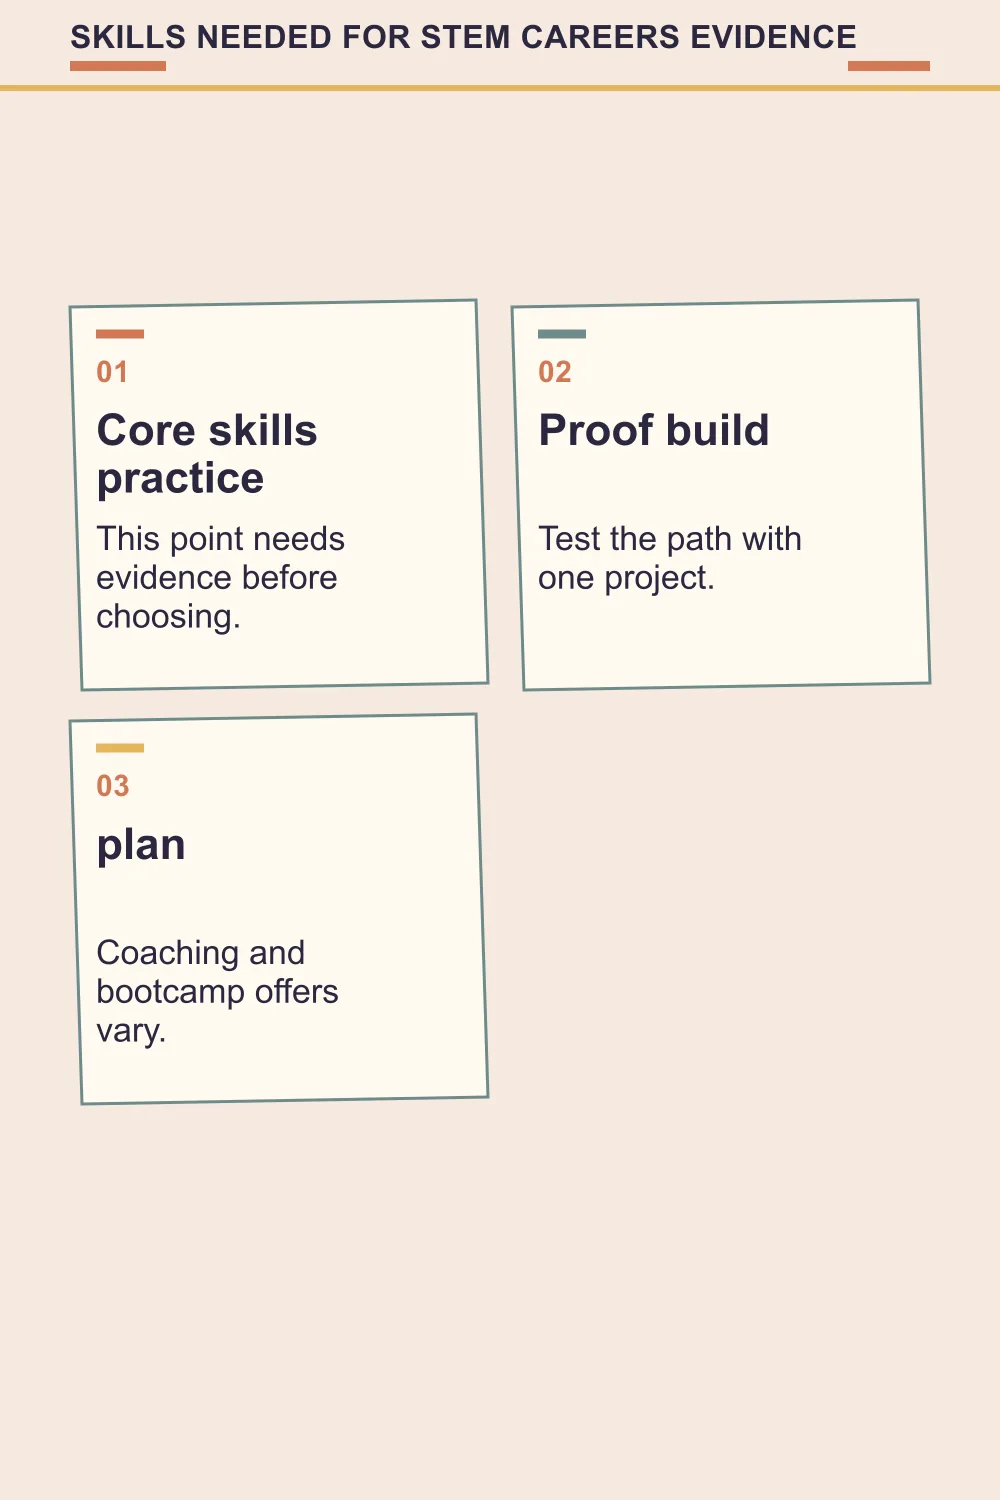 SKILLS NEEDED FOR STEM CAREERS EVIDENCE
01
Core skills
practice
This point needs
evidence before
choosing.
02
Proof build
Test the path with
one project.
03
plan
Coaching and
bootcamp offers
vary.